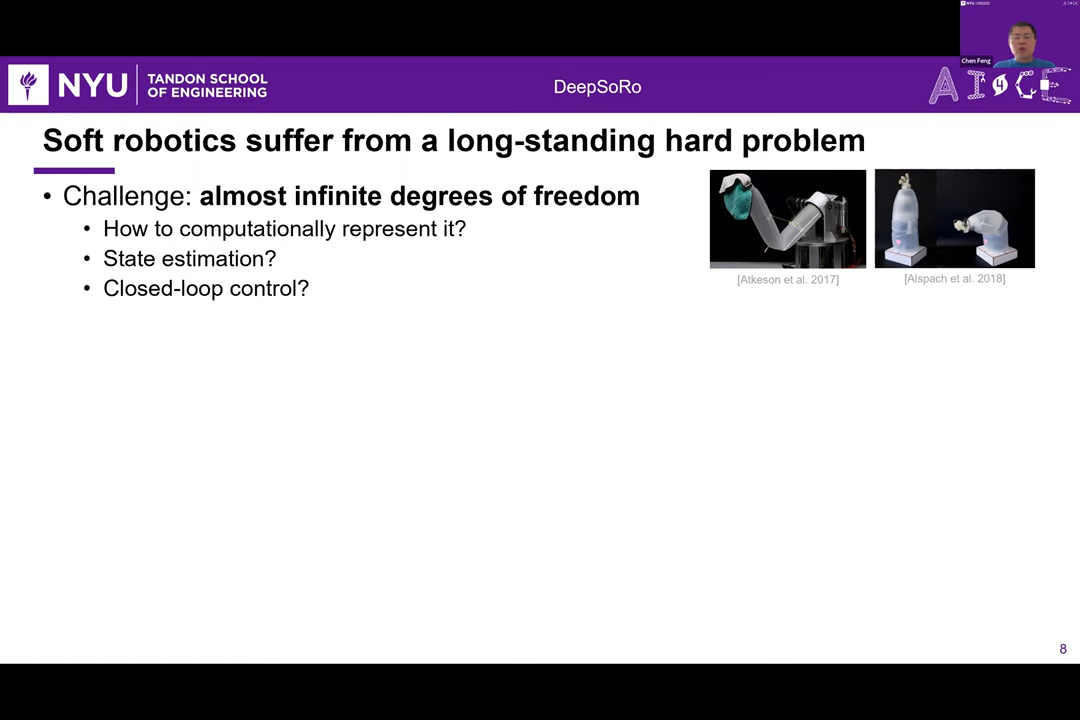 NYU
TANDON SCHOOL
OF ENGINEERING
DeepSoRo
Chen Feng
AI4CE
Soft robotics suffer from a long-standing hard problem
• Challenge: almost infinite degrees of freedom
• How to computationally represent it?
• State estimation?
• Closed-loop control?
[Atkeson et al. 2017]
[Alspach et al. 2018]
8